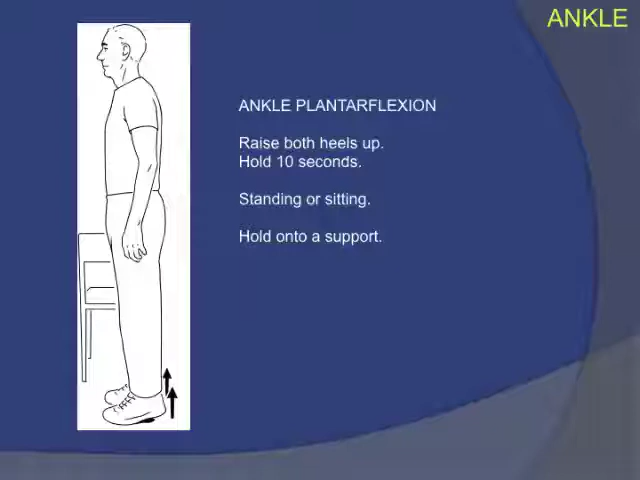 ANKLE
ANKLE PLANTARFLEXION
Raise both heels up.
Hold 10 seconds.
Standing or sitting.
Hold onto a support.